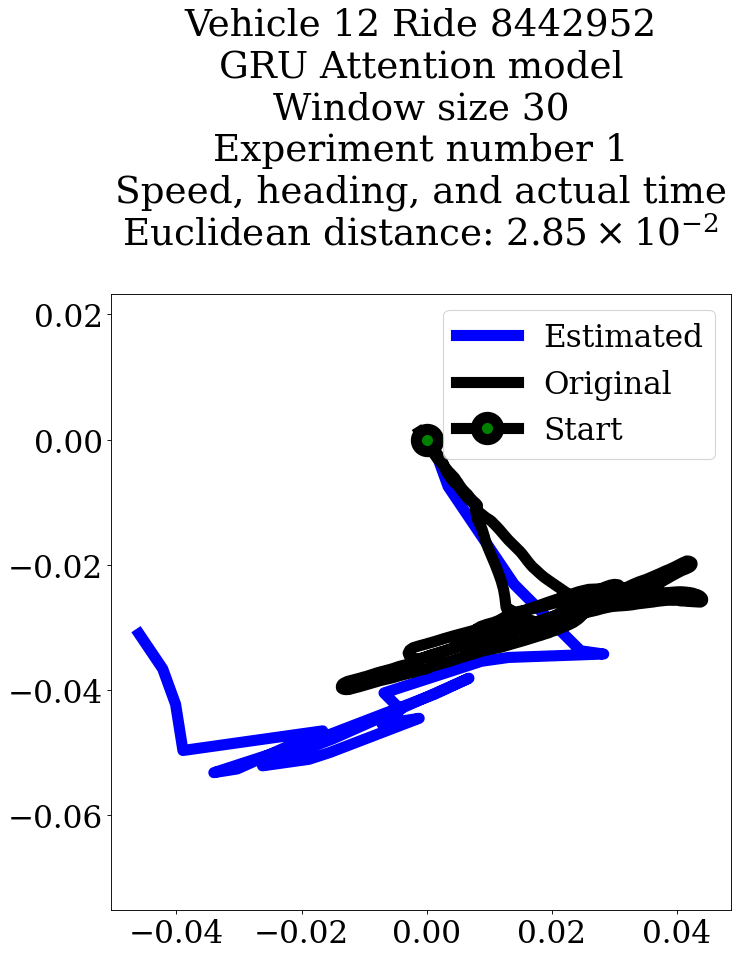 Vehicle 12 Ride 8442952
GRU Attention model
Window size 30
Experiment number 1
Speed, heading, and actual time
Euclidean distance: 2.85 × 10⁻²
Estimated
Original
Start
0.02
0.00
−0.02
−0.04
−0.06
−0.04 −0.02 0.00 0.02 0.04